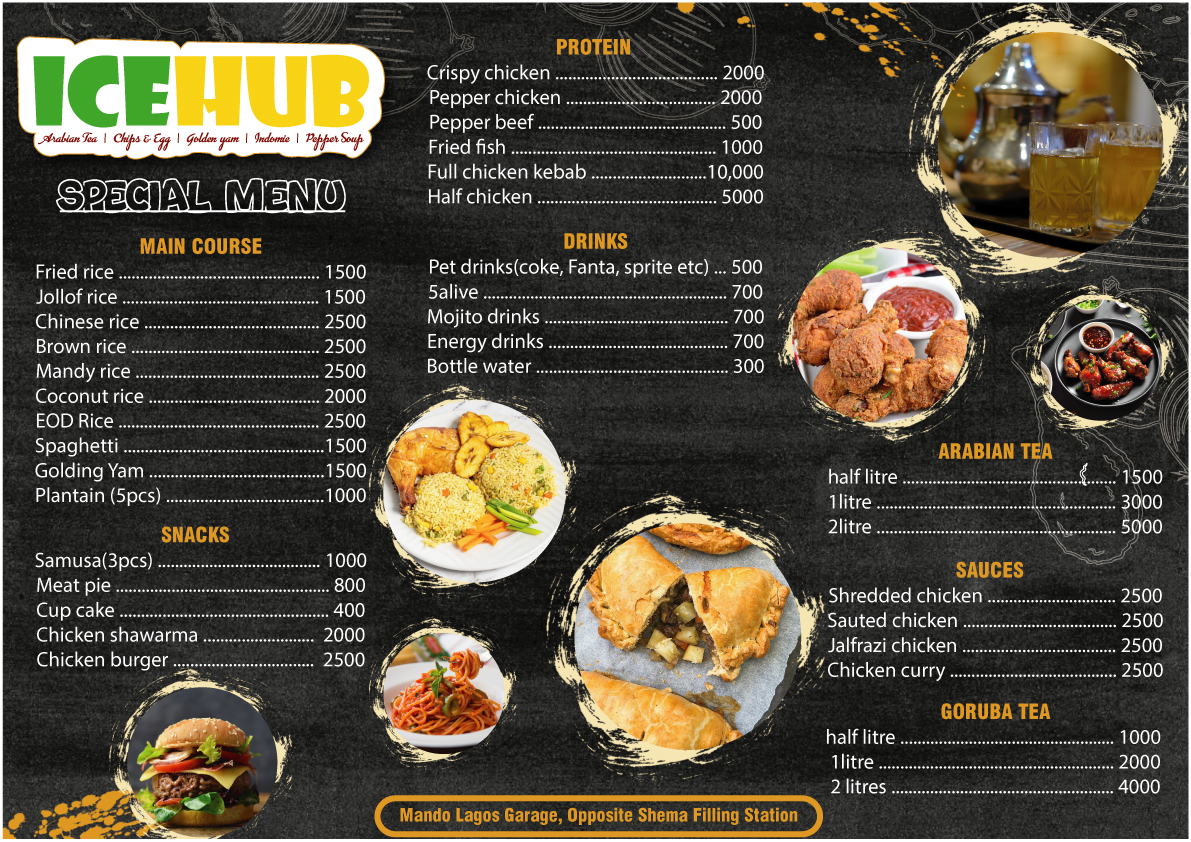 ICEHUB
Arabian Tea | Chips & Egg | Golden yam | Indomie | Pepper Soup
SPECIAL MENU
MAIN COURSE
Fried rice ........................................ 1500
Jollof rice ........................................ 1500
Chinese rice ................................... 2500
Brown rice ...................................... 2500
Mandy rice ..................................... 2500
Coconut rice .................................. 2000
EOD Rice ........................................ 2500
Spaghetti ........................................1500
Golding Yam ...................................1500
Plantain (5pcs) ................................1000
SNACKS
Samusa(3pcs) ................................. 1000
Meat pie ........................................... 800
Cup cake .......................................... 400
Chicken shawarma ...................... 2000
Chicken burger ............................ 2500
PROTEIN
Crispy chicken ................................. 2000
Pepper chicken .............................. 2000
Pepper beef ...................................... 500
Fried fish .......................................... 1000
Full chicken kebab .......................10,000
Half chicken .................................... 5000
DRINKS
Pet drinks(coke, Fanta, sprite etc) ... 500
5alive ................................................. 700
Mojito drinks ..................................... 700
Energy drinks .................................... 700
Bottle water ...................................... 300
ARABIAN TEA
half litre ........................................... 1500
1litre ................................................ 3000
2litre ................................................ 5000
SAUCES
Shredded chicken .......................... 2500
Sauted chicken ............................... 2500
Jalfrazi chicken ............................... 2500
Chicken curry ................................. 2500
GORUBA TEA
half litre ........................................... 1000
1litre ............................................... 2000
2 litres ............................................. 4000
Mando Lagos Garage, Opposite Shema Filling Station